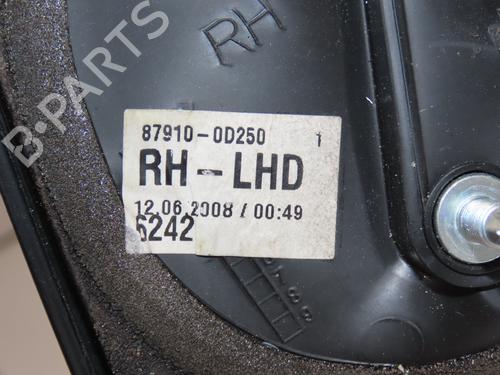 B-PARTS
RH
87910-0D250 1
RH-LHD
12.06.2008 / 00:49
6242